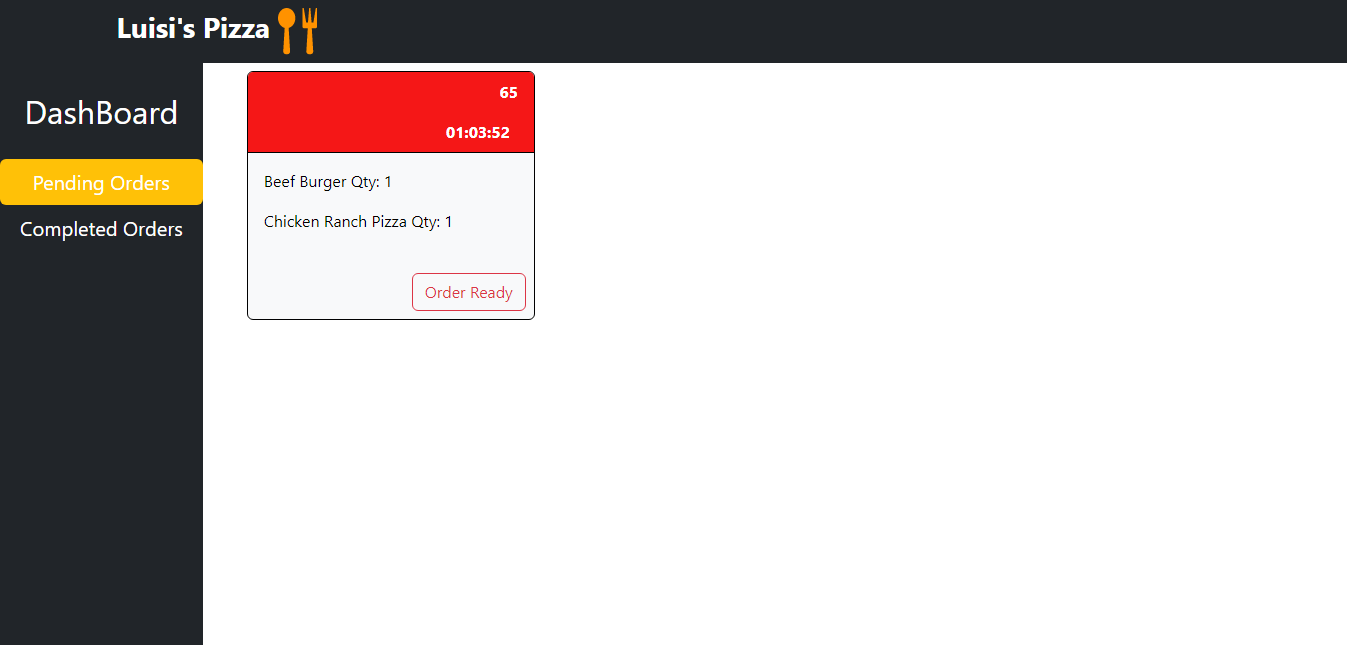 Luisi's Pizza
DashBoard
Pending Orders
Completed Orders
65
01:03:52
Beef Burger Qty: 1
Chicken Ranch Pizza Qty: 1
Order Ready